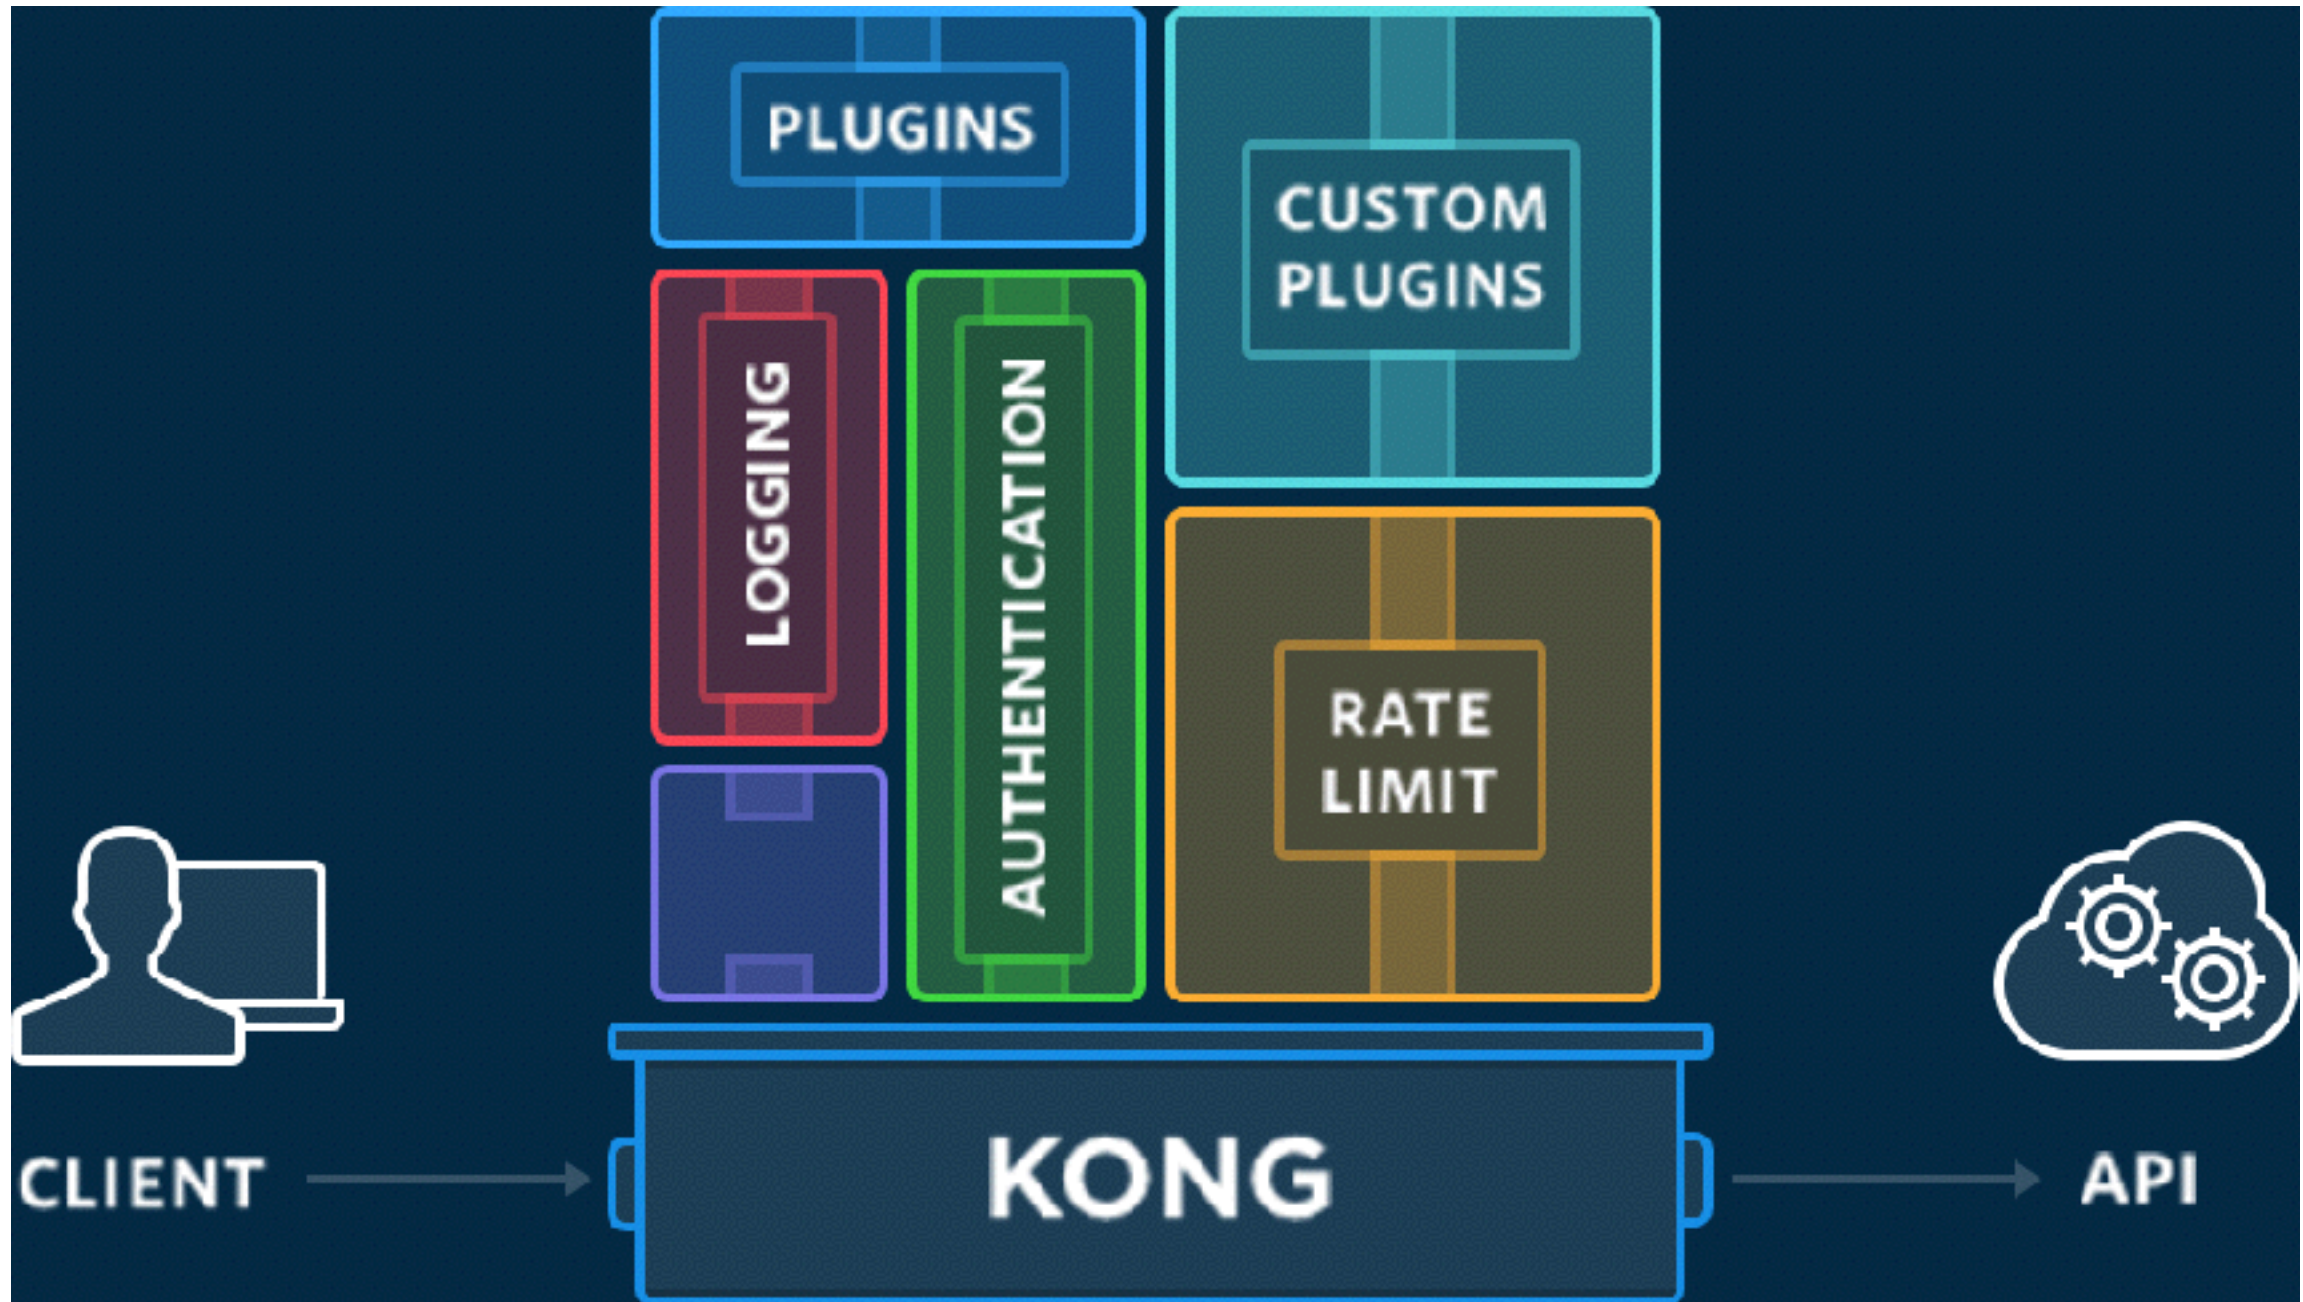 PLUGINS
CUSTOM
PLUGINS
LOGGING
AUTHENTICATION
RATE
LIMIT
CLIENT
KONG
API